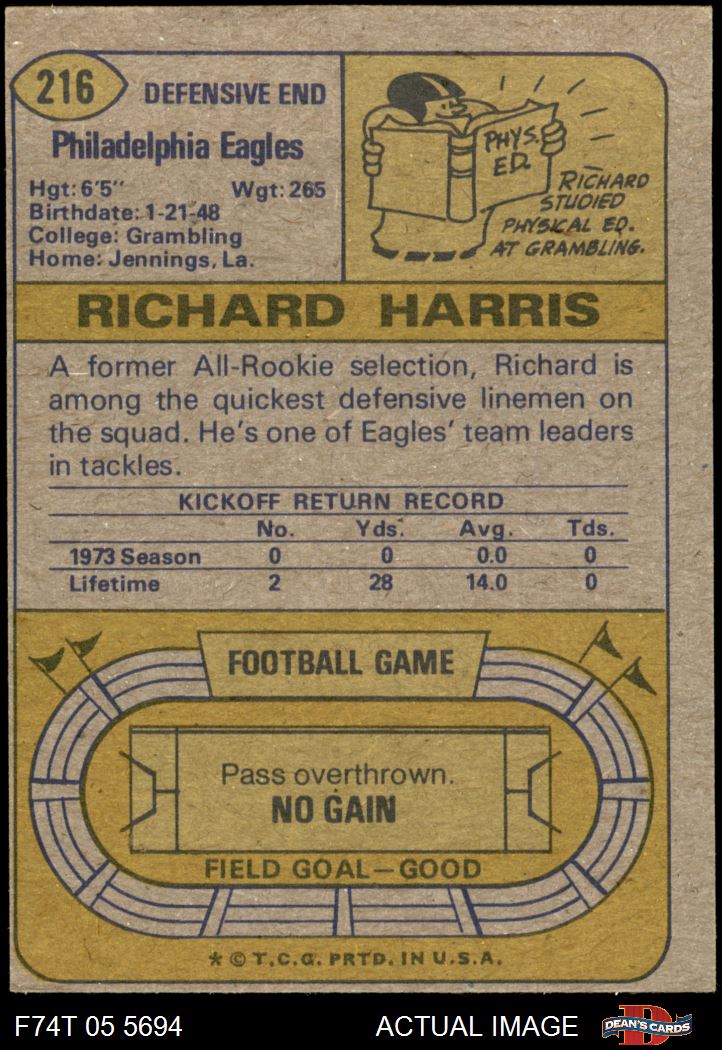 216
DEFENSIVE END
Philadelphia Eagles
Hgt: 6'5" Wgt: 265
Birthdate: 1-21-48
College: Grambling
Home: Jennings, La.
PHYS.
ED.
RICHARD
STUDIED
PHYSICAL ED.
AT GRAMBLING.
RICHARD HARRIS
A former All-Rookie selection, Richard is
among the quickest defensive linemen on
the squad. He's one of Eagles' team leaders
in tackles.
KICKOFF RETURN RECORD
No. Yds. Avg. Tds.
1973 Season 0 0 0.0 0
Lifetime 2 28 14.0 0
FOOTBALL GAME
Pass overthrown.
NO GAIN
FIELD GOAL—GOOD
* © T.C.G. PRTD. IN U.S.A.
F74T 05 5694 ACTUAL IMAGE
D
DEAN'S CARDS